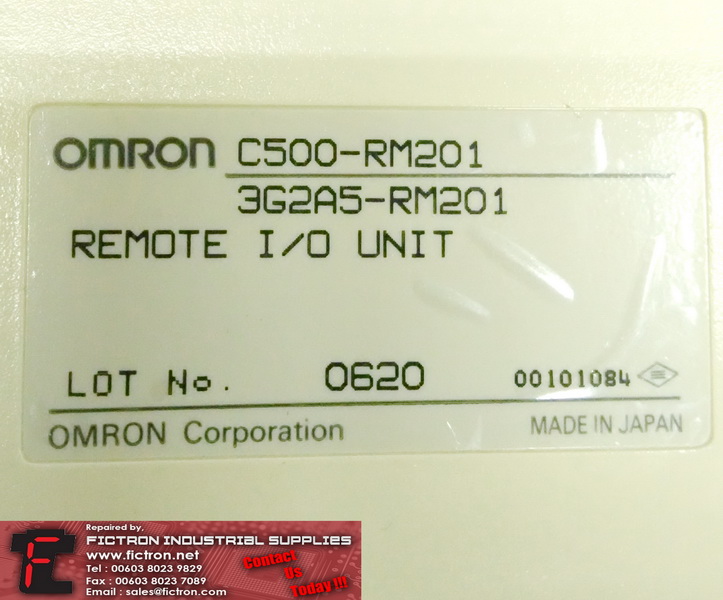 OMRON C500-RM201
3G2A5-RM201
REMOTE I/O UNIT
LOT No. 0620 00101084
OMRON Corporation MADE IN JAPAN
Repaired by,
FICTRON INDUSTRIAL SUPPLIES
www.fictron.net
Tel : 00603 8023 9829
Fax : 00603 8023 7089
Email : sales@fictron.com
Contact
Us
Today !!!